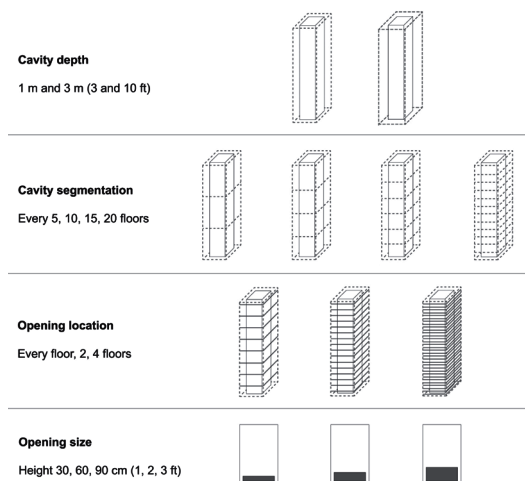 Cavity depth
1 m and 3 m (3 and 10 ft)
Cavity segmentation
Every 5, 10, 15, 20 floors
Opening location
Every floor, 2, 4 floors
Opening size
Height 30, 60, 90 cm (1, 2, 3 ft)